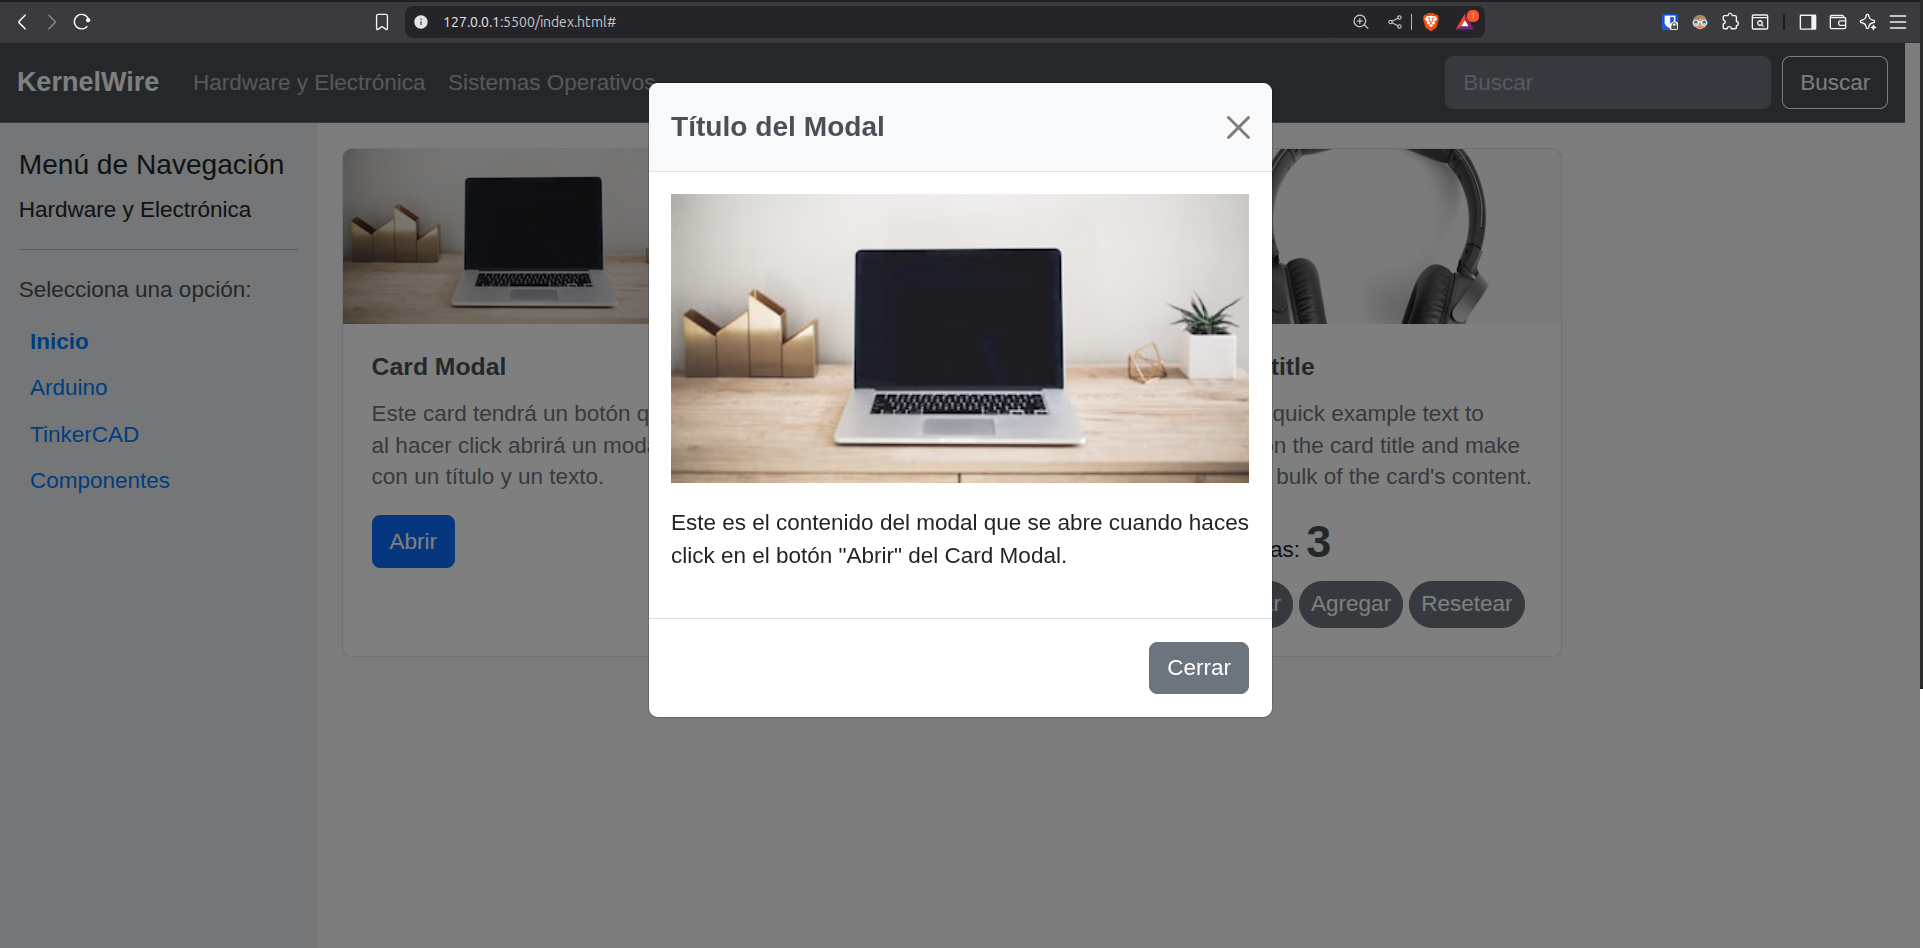 127.0.0.1:5500/index.html#
1
KernelWire
Hardware y Electrónica
Sistemas Operativos
Buscar
Buscar
Menú de Navegación
Hardware y Electrónica
Selecciona una opción:
Inicio
Arduino
TinkerCAD
Componentes
Card Modal
Este card tendrá un botón
al hacer click abrirá un
con un título y un texto.
Abrir
Título del Modal
Este es el contenido del modal que se abre cuando haces
click en el botón "Abrir" del Card Modal.
Cerrar
title
quick example text to
the card title and make
bulk of the card's content.
3
Agregar
Resetear